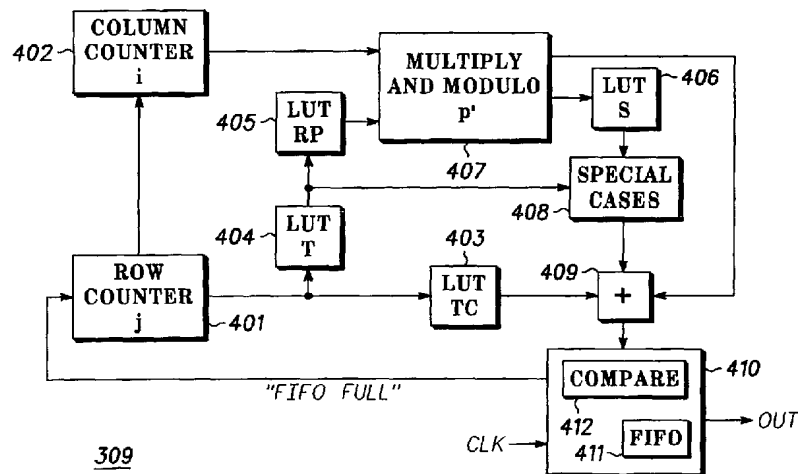 402
COLUMN
COUNTER
i
MULTIPLY
AND MODULO
p'
407
LUT
S
406
405
LUT
RP
SPECIAL
CASES
408
404
LUT
T
403
LUT
TC
409
+
ROW
COUNTER
j
401
410
COMPARE
412
FIFO
411
"FIFO FULL"
CLK
OUT
309